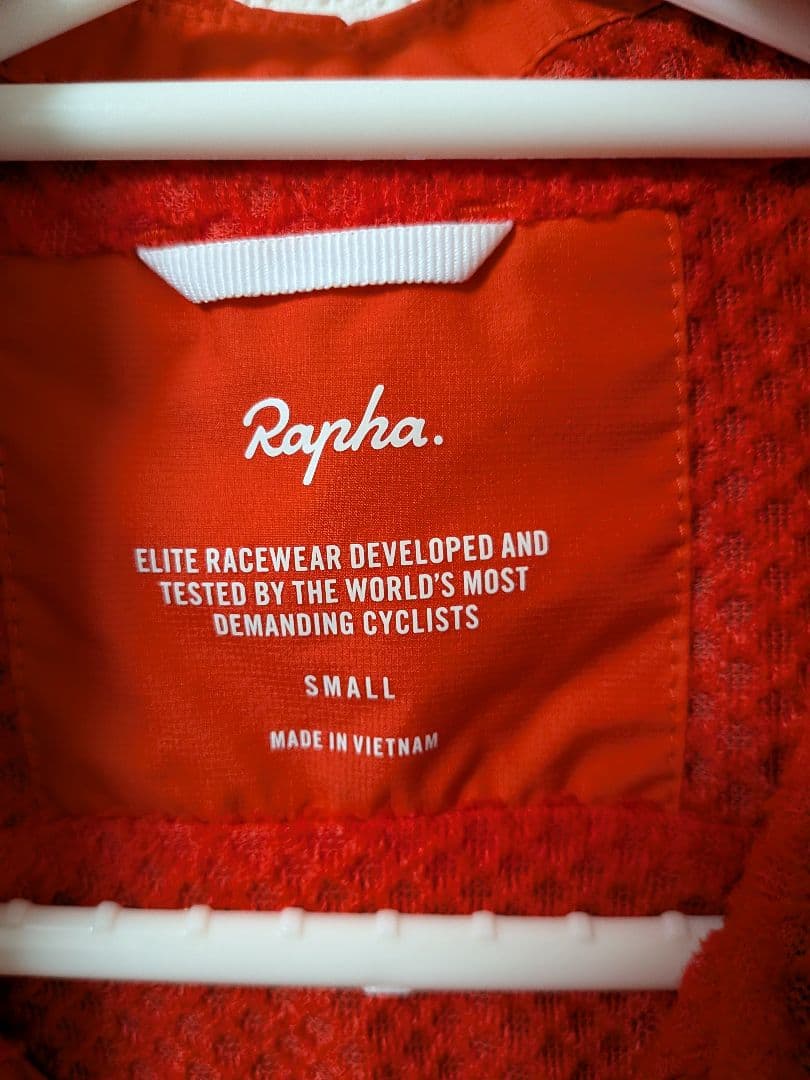 Rapha.
ELITE RACEWEAR DEVELOPED AND
TESTED BY THE WORLD'S MOST
DEMANDING CYCLISTS
SMALL
MADE IN VIETNAM